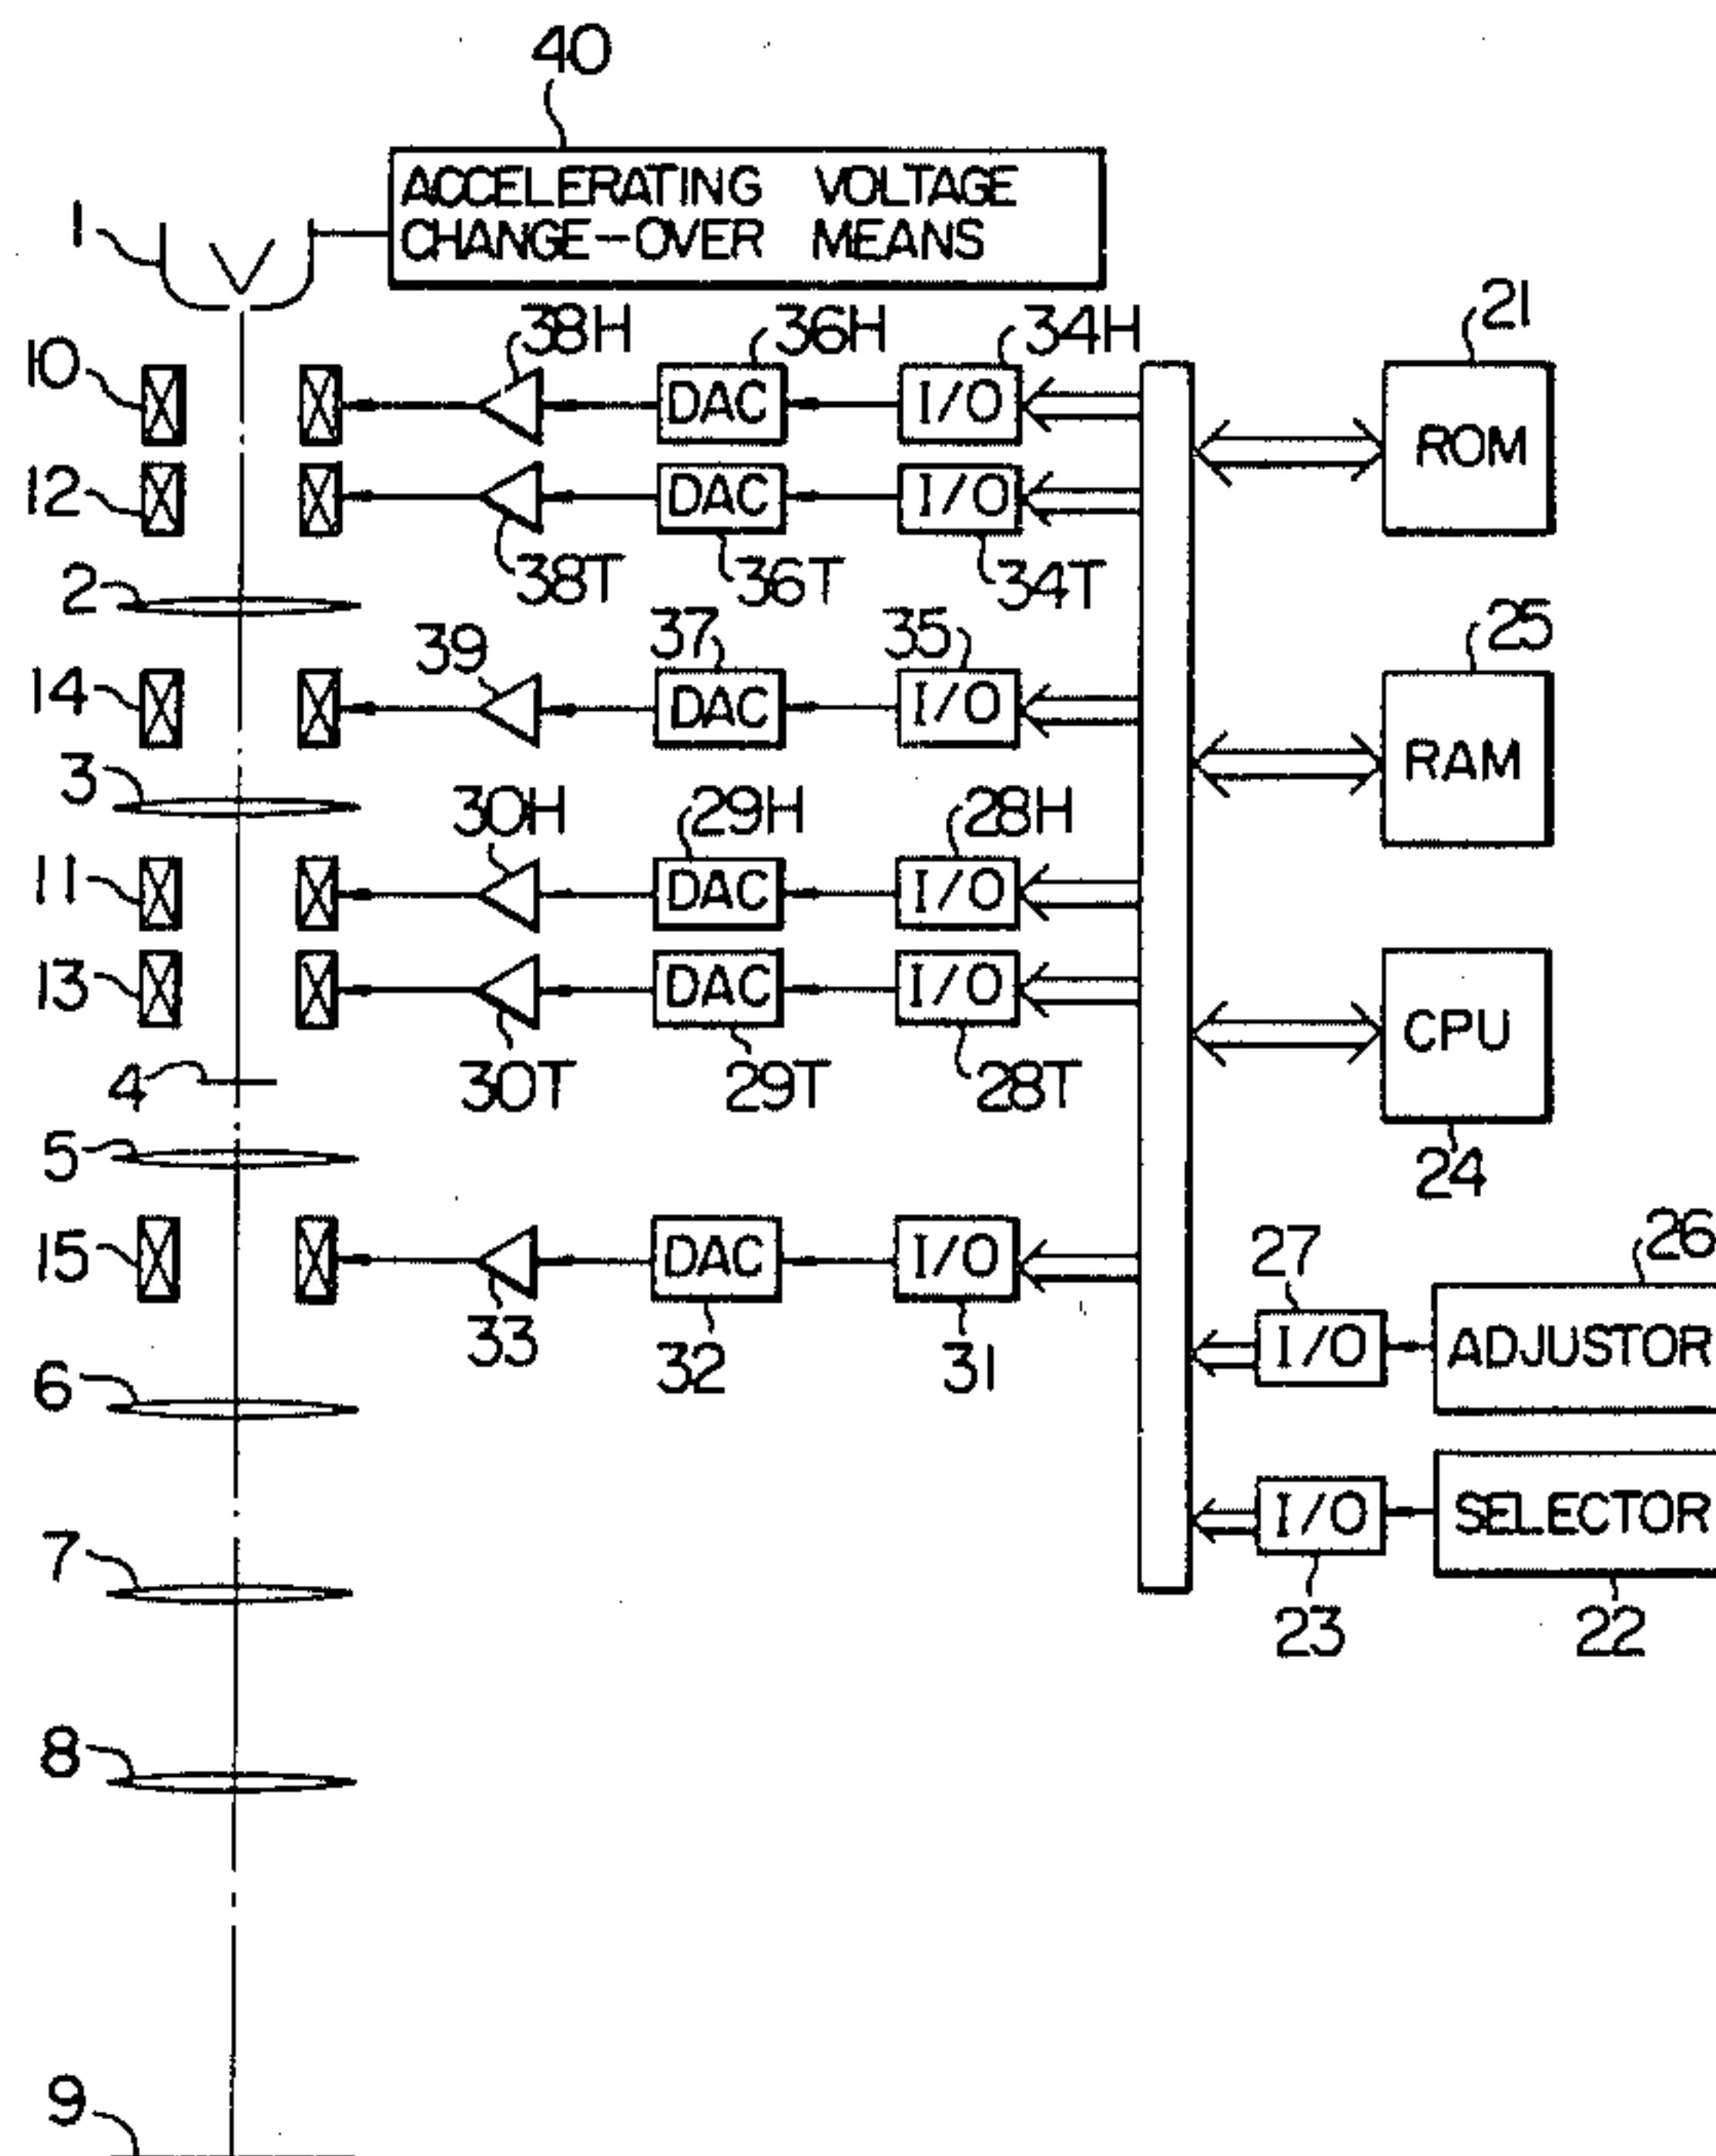 40
ACCELERATING VOLTAGE
CHANGE-OVER MEANS
1
38H 36H 34H 21
10 DAC I/O ROM
12 DAC I/O
38T 36T 34T
2
39 37 35 25
14 DAC I/O RAM
3
30H 29H 28H
11 DAC I/O
13 DAC I/O CPU
30T 29T 28T
4
24
5
27 26
15 DAC I/O
33 32 31
I/O ADJUSTOR
6
I/O SELECTOR
7
23 22
8
9